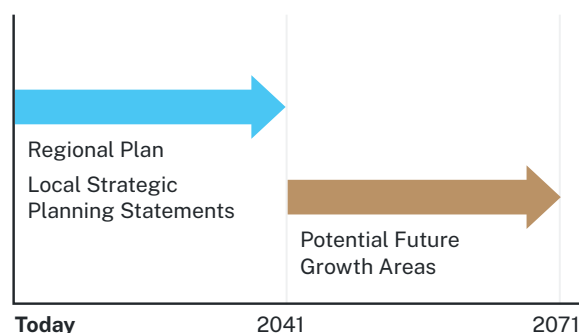 Regional Plan
Local Strategic
Planning Statements
Potential Future
Growth Areas
Today
2041
2071